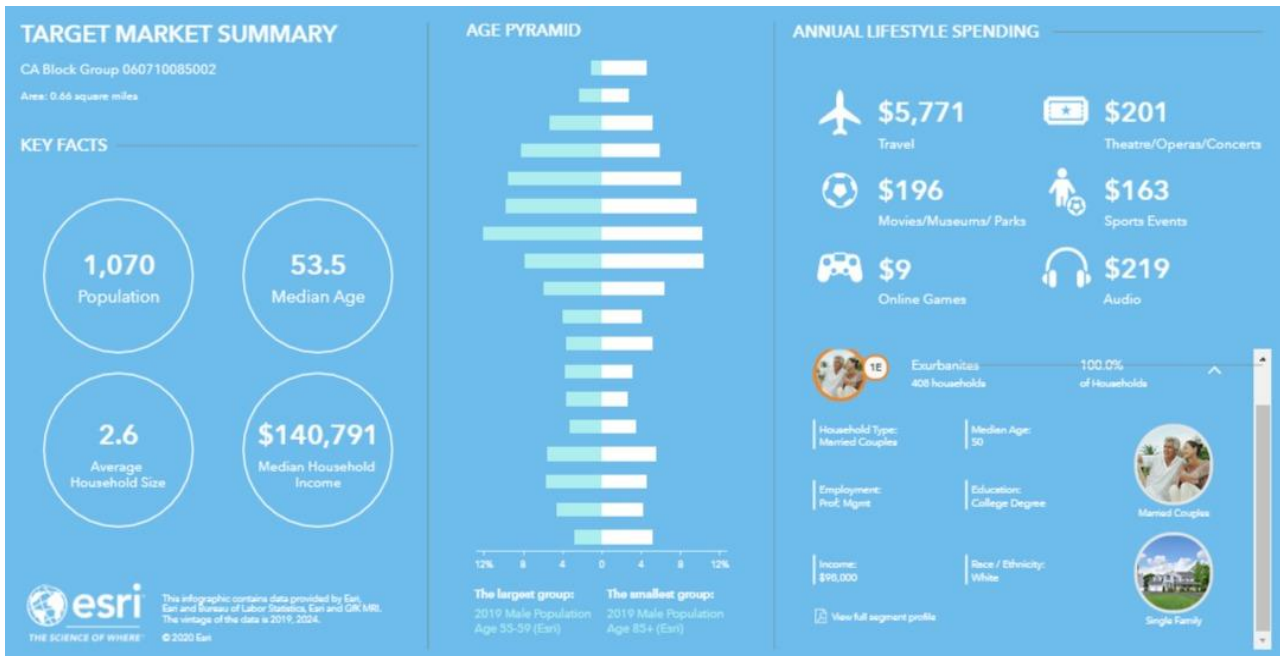 TARGET MARKET SUMMARY
CA Block Group 060710085002
Area: 0.66 square miles
KEY FACTS
1,070
Population
53.5
Median Age
2.6
Average
Household Size
$140,791
Median Household
Income
esri
THE SCIENCE OF WHERE
This infographic contains data provided by Esri,
Esri and Bureau of Labor Statistics, Esri and GfK MRI.
The vintage of the data is 2019, 2024.
© 2020 Esri
AGE PYRAMID
12% 8 4 0 4 8 12%
The largest group:
2019 Male Population
Age 55-59 (Esri)
The smallest group:
2019 Male Population
Age 85+ (Esri)
ANNUAL LIFESTYLE SPENDING
$5,771
Travel
$201
Theatre/Operas/Concerts
$196
Movies/Museums/ Parks
$163
Sports Events
$9
Online Games
$219
Audio
1E
Exurbanites
408 households
100.0%
of Households
Household Type:
Married Couples
Median Age:
50
Employment:
Prof; Mgmt
Education:
College Degree
Married Couples
Income:
$98,000
Race / Ethnicity:
White
View full segment profile
Single Family